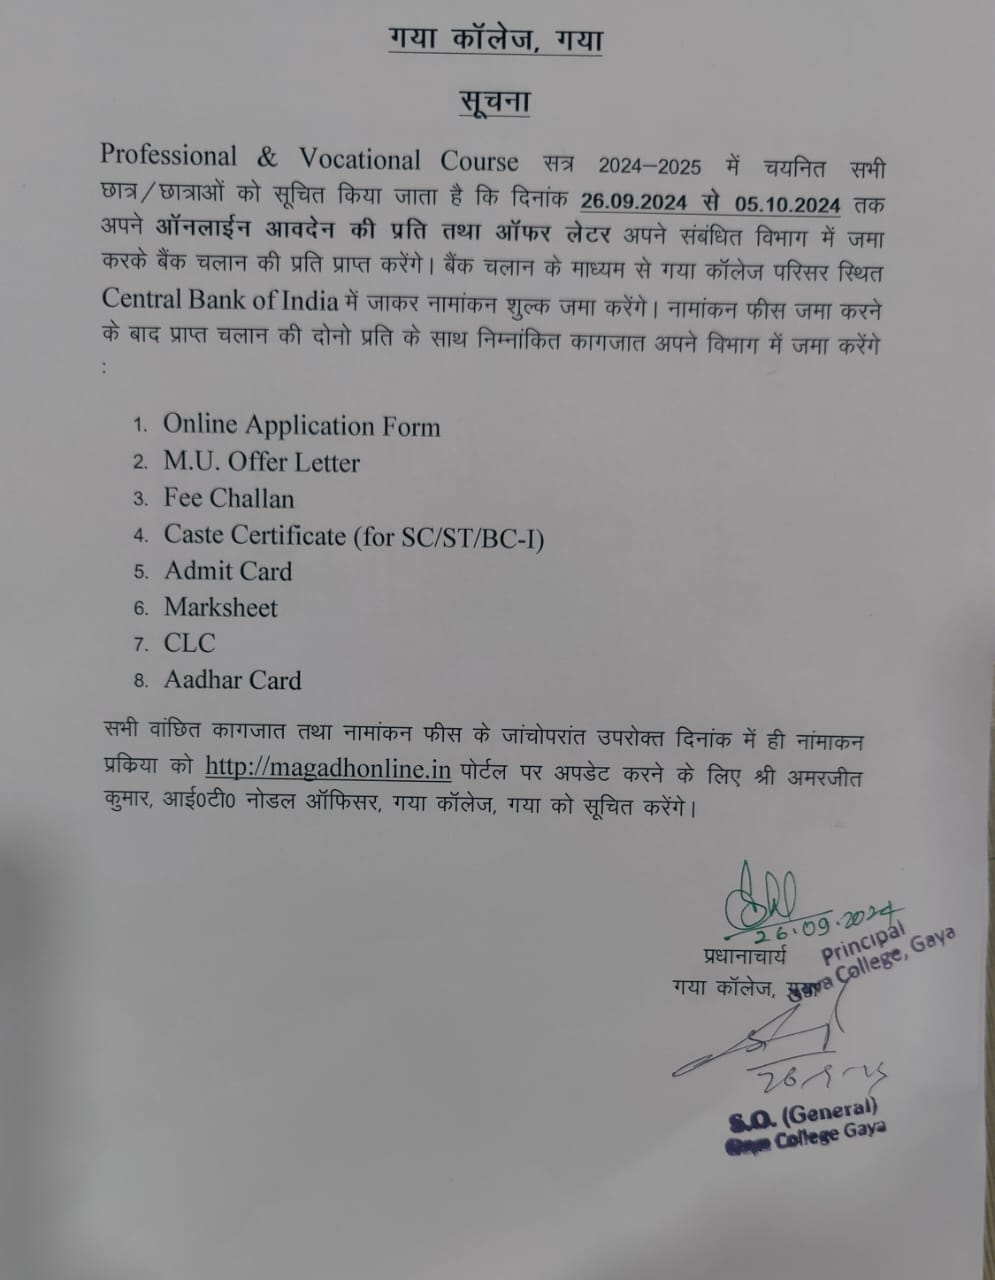 गया कॉलेज, गया
सूचना
Professional & Vocational Course सत्र 2024–2025 में चयनित सभी
छात्र/छात्राओं को सूचित किया जाता है कि दिनांक 26.09.2024 से 05.10.2024 तक
अपने ऑनलाईन आवदेन की प्रति तथा ऑफर लेटर अपने संबंधित विभाग में जमा
करके बैंक चलान की प्रति प्राप्त करेंगे। बैंक चलान के माध्यम से गया कॉलेज परिसर स्थित
Central Bank of India में जाकर नामांकन शुल्क जमा करेंगे। नामांकन फीस जमा करने
के बाद प्राप्त चलान की दोनो प्रति के साथ निम्नांकित कागजात अपने विभाग में जमा करेंगे
:
1. Online Application Form
2. M.U. Offer Letter
3. Fee Challan
4. Caste Certificate (for SC/ST/BC-I)
5. Admit Card
6. Marksheet
7. CLC
8. Aadhar Card
सभी वांछित कागजात तथा नामांकन फीस के जांचोपरांत उपरोक्त दिनांक में ही नांमाकन
प्रकिया को http://magadhonline.in पोर्टल पर अपडेट करने के लिए श्री अमरजीत
कुमार, आई0टी0 नोडल ऑफिसर, गया कॉलेज, गया को सूचित करेंगे।
26.09.2024
प्रधानाचार्य Principal
गया कॉलेज, गया Gaya College, Gaya
S.O. (General)
Gaya College Gaya